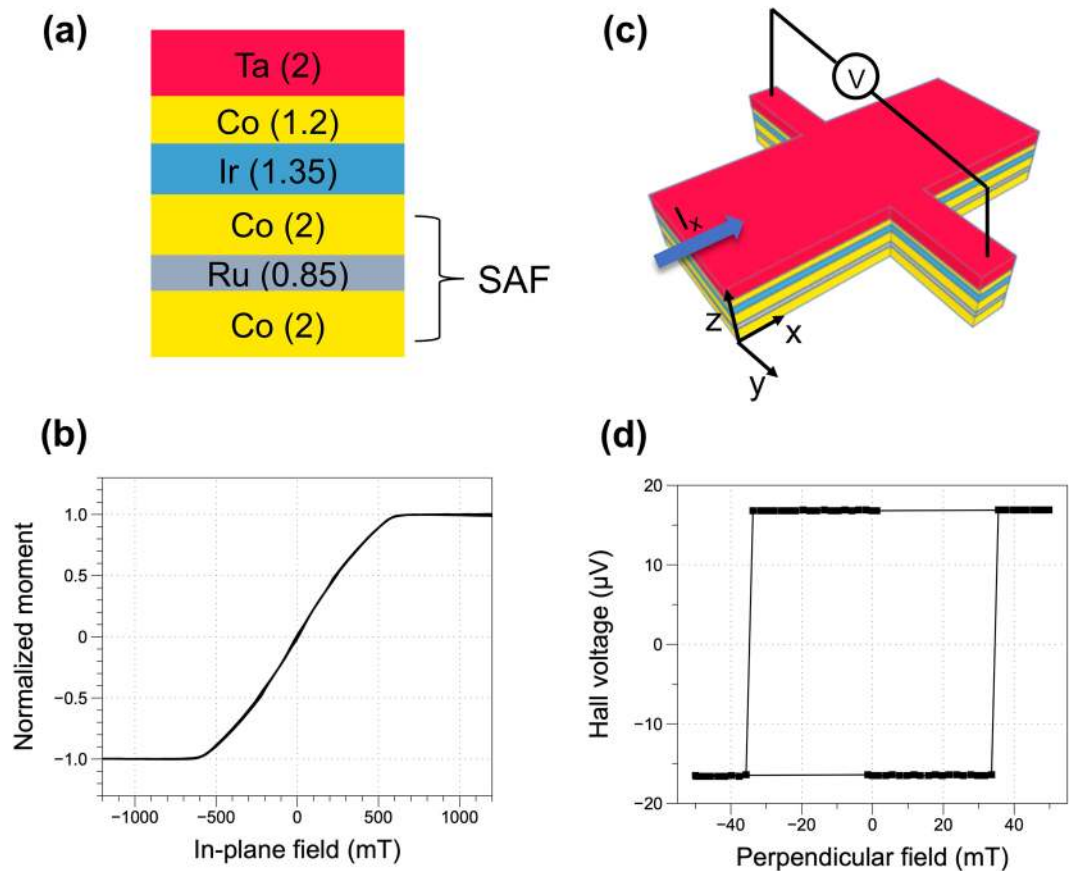 (a)
Ta (2)
Co (1.2)
Ir (1.35)
Co (2)
Ru (0.85)
Co (2)
SAF
(c)
V
Ix
z
x
y
(b)
Normalized moment
1.0
0.5
0
−0.5
−1.0
−1000
−500
0
500
1000
In-plane field (mT)
(d)
Hall voltage (µV)
20
10
0
−10
−20
−40
−20
0
20
40
Perpendicular field (mT)